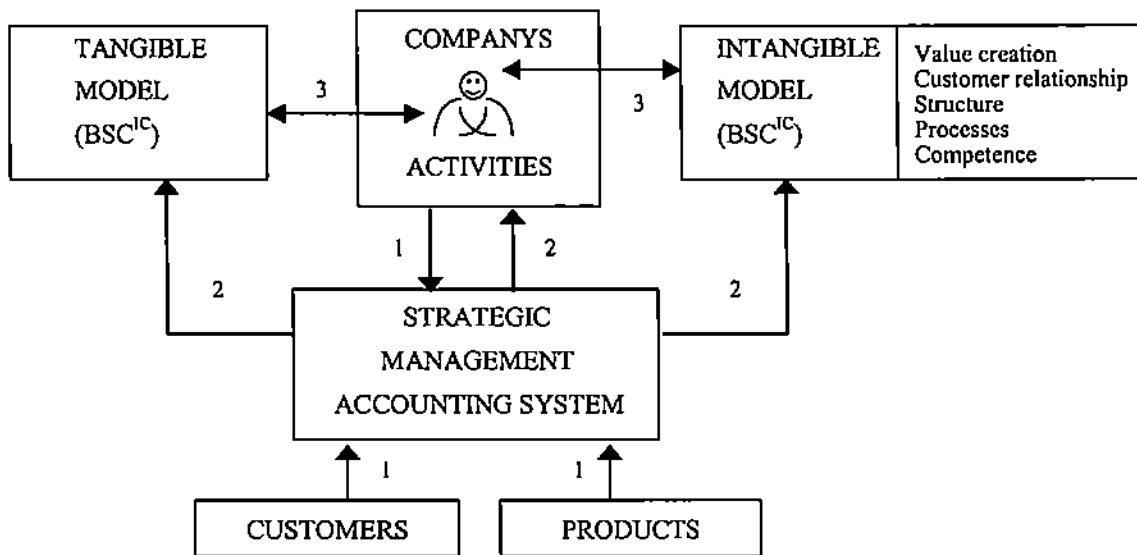 TANGIBLE
MODEL
(BSC^IC)
3
COMPANYS
ACTIVITIES
3
INTANGIBLE
MODEL
(BSC^IC)
Value creation
Customer relationship
Structure
Processes
Competence
1
2
2
2
STRATEGIC
MANAGEMENT
ACCOUNTING SYSTEM
1
1
CUSTOMERS
PRODUCTS